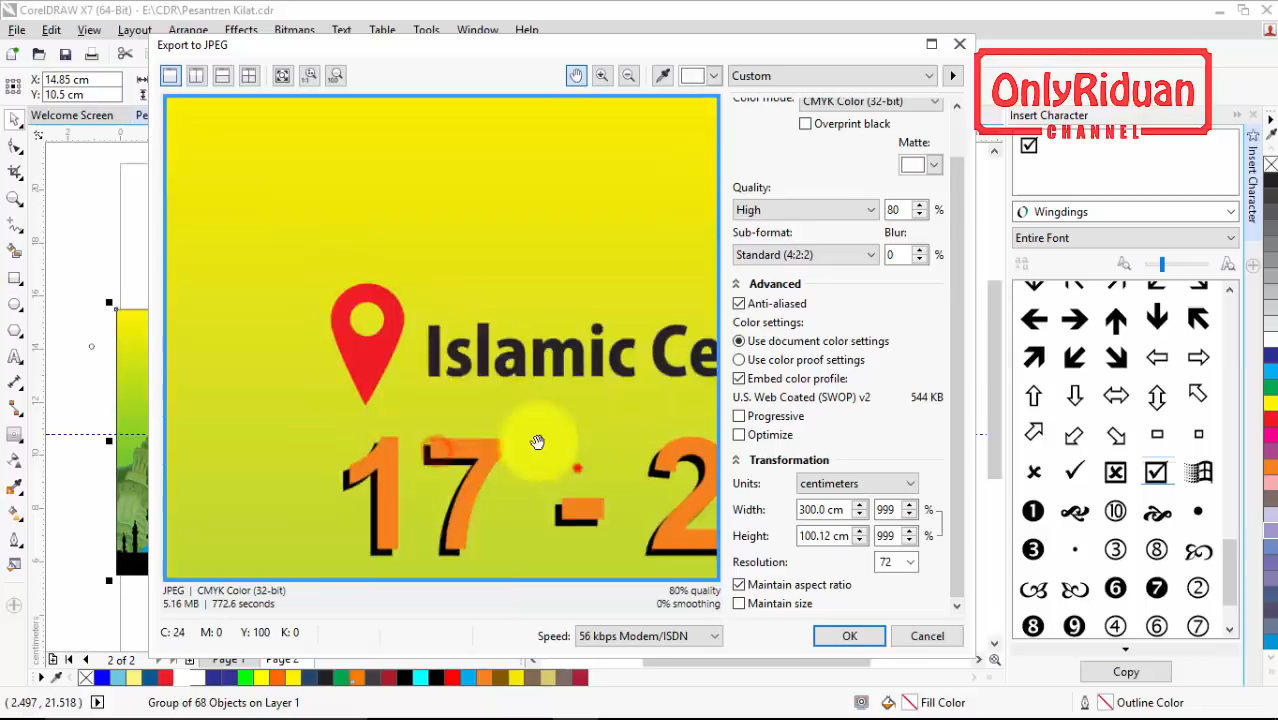 CorelDRAW X7 (64-Bit) - E:\CDR\Pesantren Kilat.cdr
File Edit View Layout Arrange Effects Bitmaps Text Table Tools Window Help
Export to JPEG
X: 14.85 cm
Y: 10.5 cm
Welcome Screen
Custom
OnlyRiduan
CHANNEL
Insert Character
Color mode: CMYK Color (32-bit)
Overprint black
Matte:
Quality:
High 80 %
Sub-format: Blur:
Standard (4:2:2) 0 %
Advanced
Anti-aliased
Color settings:
Use document color settings
Use color proof settings
Embed color profile:
U.S. Web Coated (SWOP) v2 544 KB
Progressive
Optimize
Transformation
Units: centimeters
Width: 300.0 cm 999 %
Height: 100.12 cm 999 %
Resolution: 72
Maintain aspect ratio
Maintain size
Islamic Ce
17 - 2
JPEG | CMYK Color (32-bit) 80% quality
5.16 MB | 772.6 seconds 0% smoothing
C: 24 M: 0 Y: 100 K: 0
Speed: 56 kbps Modem/ISDN
OK Cancel
Wingdings
Entire Font
Insert Character
Copy
centimeters
2 of 2 Page 1 Page 2
(2.497, 21.518) Group of 68 Objects on Layer 1 Fill Color Outline Color